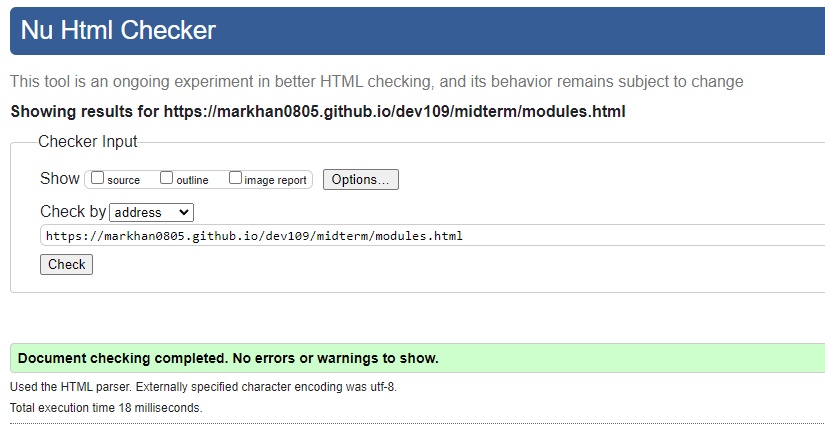 Nu Html Checker
This tool is an ongoing experiment in better HTML checking, and its behavior remains subject to change
Showing results for https://markhan0805.github.io/dev109/midterm/modules.html
Checker Input
Show source outline image report Options...
Check by address
https://markhan0805.github.io/dev109/midterm/modules.html
Check
Document checking completed. No errors or warnings to show.
Used the HTML parser. Externally specified character encoding was utf-8.
Total execution time 18 milliseconds.